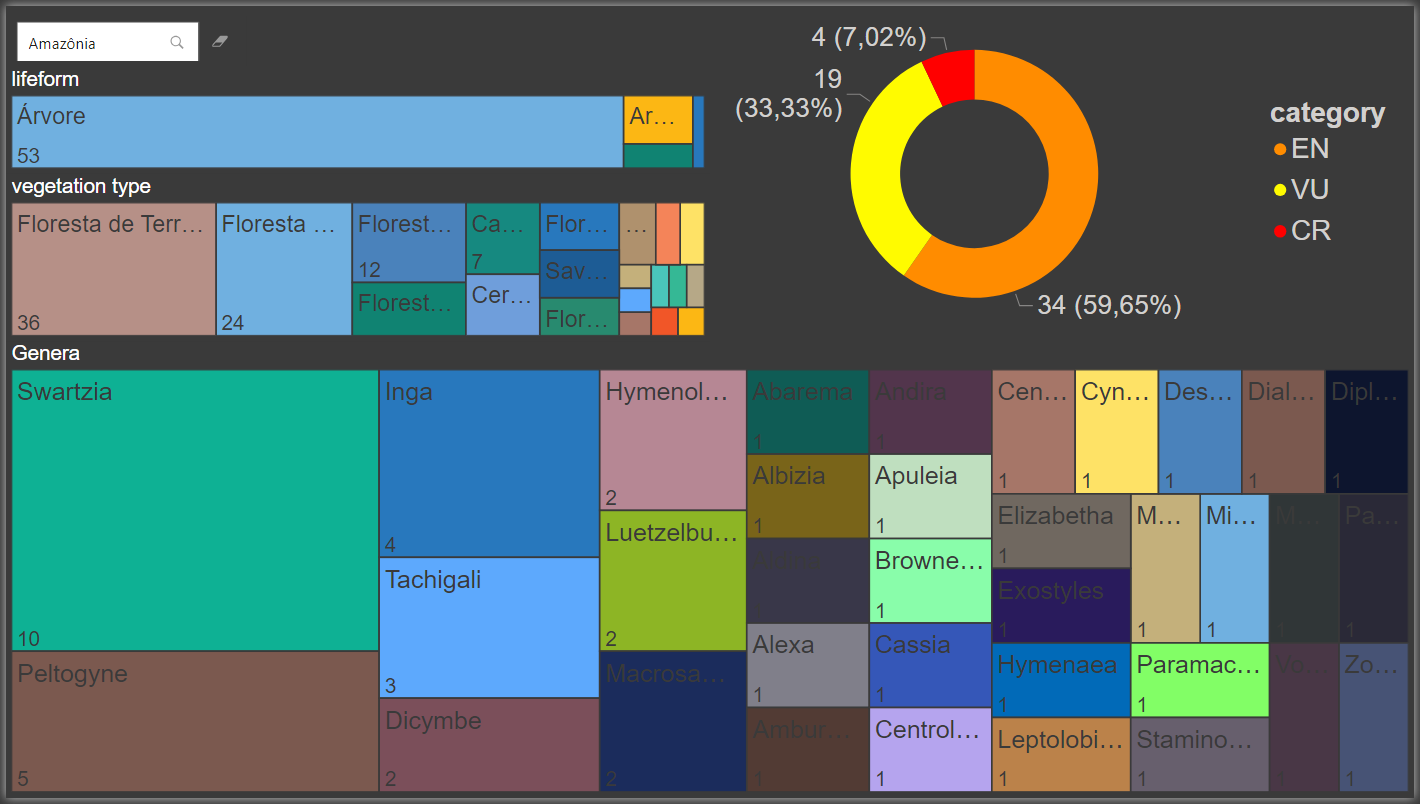 Amazônia
lifeform
Árvore
53
Ar…
vegetation type
Floresta de Terr…
36
Floresta …
24
Florest…
12
Florest…
Ca…
7
Cer…
Flor…
Sav…
Flor…
…
4 (7,02%)
19
(33,33%)
34 (59,65%)
category
EN
VU
CR
Genera
Swartzia
10
Peltogyne
5
Inga
4
Tachigali
3
Dicymbe
2
Hymenol…
2
Luetzelbu…
2
Macrosa…
2
Abarema
1
Albizia
1
Alexa
1
Ambur…
1
Andira
1
Apuleia
1
Browne…
1
Cassia
1
Centrol…
1
Cen…
1
Cyn…
1
Des…
1
Dial…
1
Dipl…
1
Elizabetha
1
Exostyles
1
Hymenaea
1
Leptolobi…
1
M…
1
Mi…
1
M…
1
Pa…
1
Paramac…
1
Stamino…
1
Vo…
1
Zo…
1